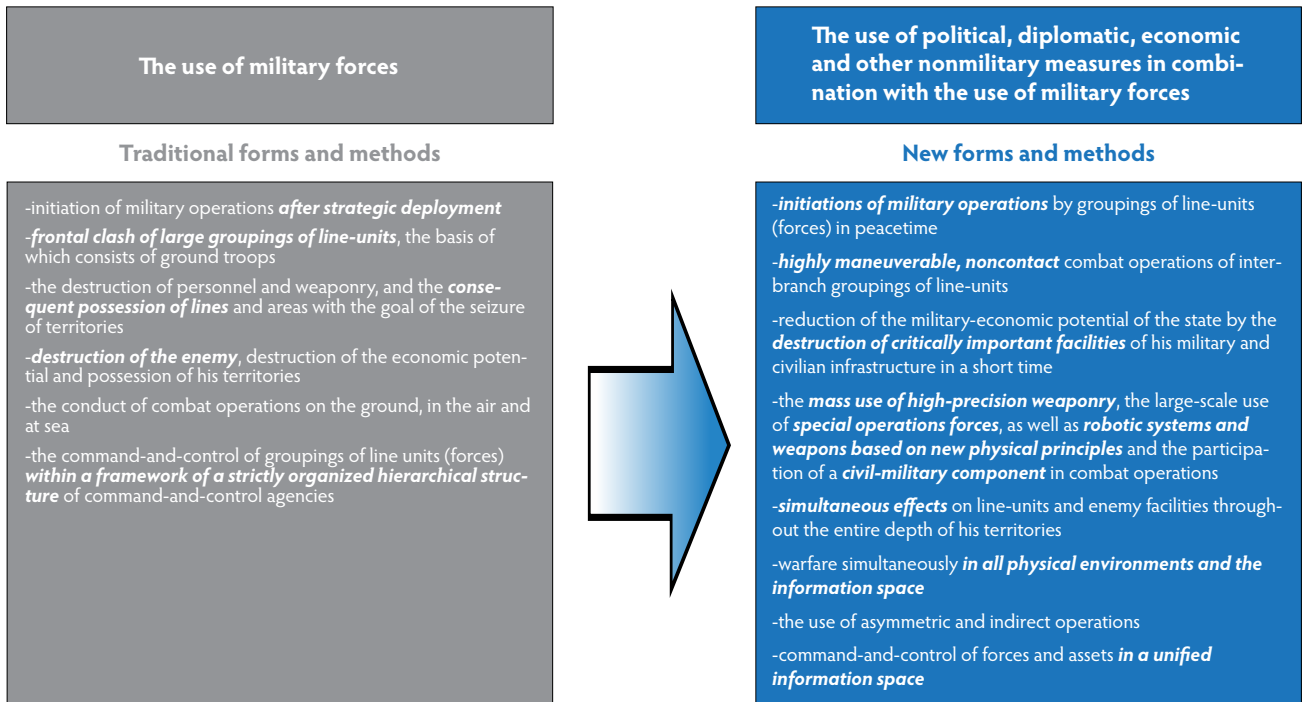 The use of military forces
Traditional forms and methods
-initiation of military operations after strategic deployment
-frontal clash of large groupings of line-units, the basis of
which consists of ground troops
-the destruction of personnel and weaponry, and the conse-
quent possession of lines and areas with the goal of the seizure
of territories
-destruction of the enemy, destruction of the economic poten-
tial and possession of his territories
-the conduct of combat operations on the ground, in the air and
at sea
-the command-and-control of groupings of line units (forces)
within a framework of a strictly organized hierarchical struc-
ture of command-and-control agencies
The use of political, diplomatic, economic
and other nonmilitary measures in combi-
nation with the use of military forces
New forms and methods
-initiations of military operations by groupings of line-units
(forces) in peacetime
-highly maneuverable, noncontact combat operations of inter-
branch groupings of line-units
-reduction of the military-economic potential of the state by the
destruction of critically important facilities of his military and
civilian infrastructure in a short time
-the mass use of high-precision weaponry, the large-scale use
of special operations forces, as well as robotic systems and
weapons based on new physical principles and the participa-
tion of a civil-military component in combat operations
-simultaneous effects on line-units and enemy facilities through-
out the entire depth of his territories
-warfare simultaneously in all physical environments and the
information space
-the use of asymmetric and indirect operations
-command-and-control of forces and assets in a unified
information space